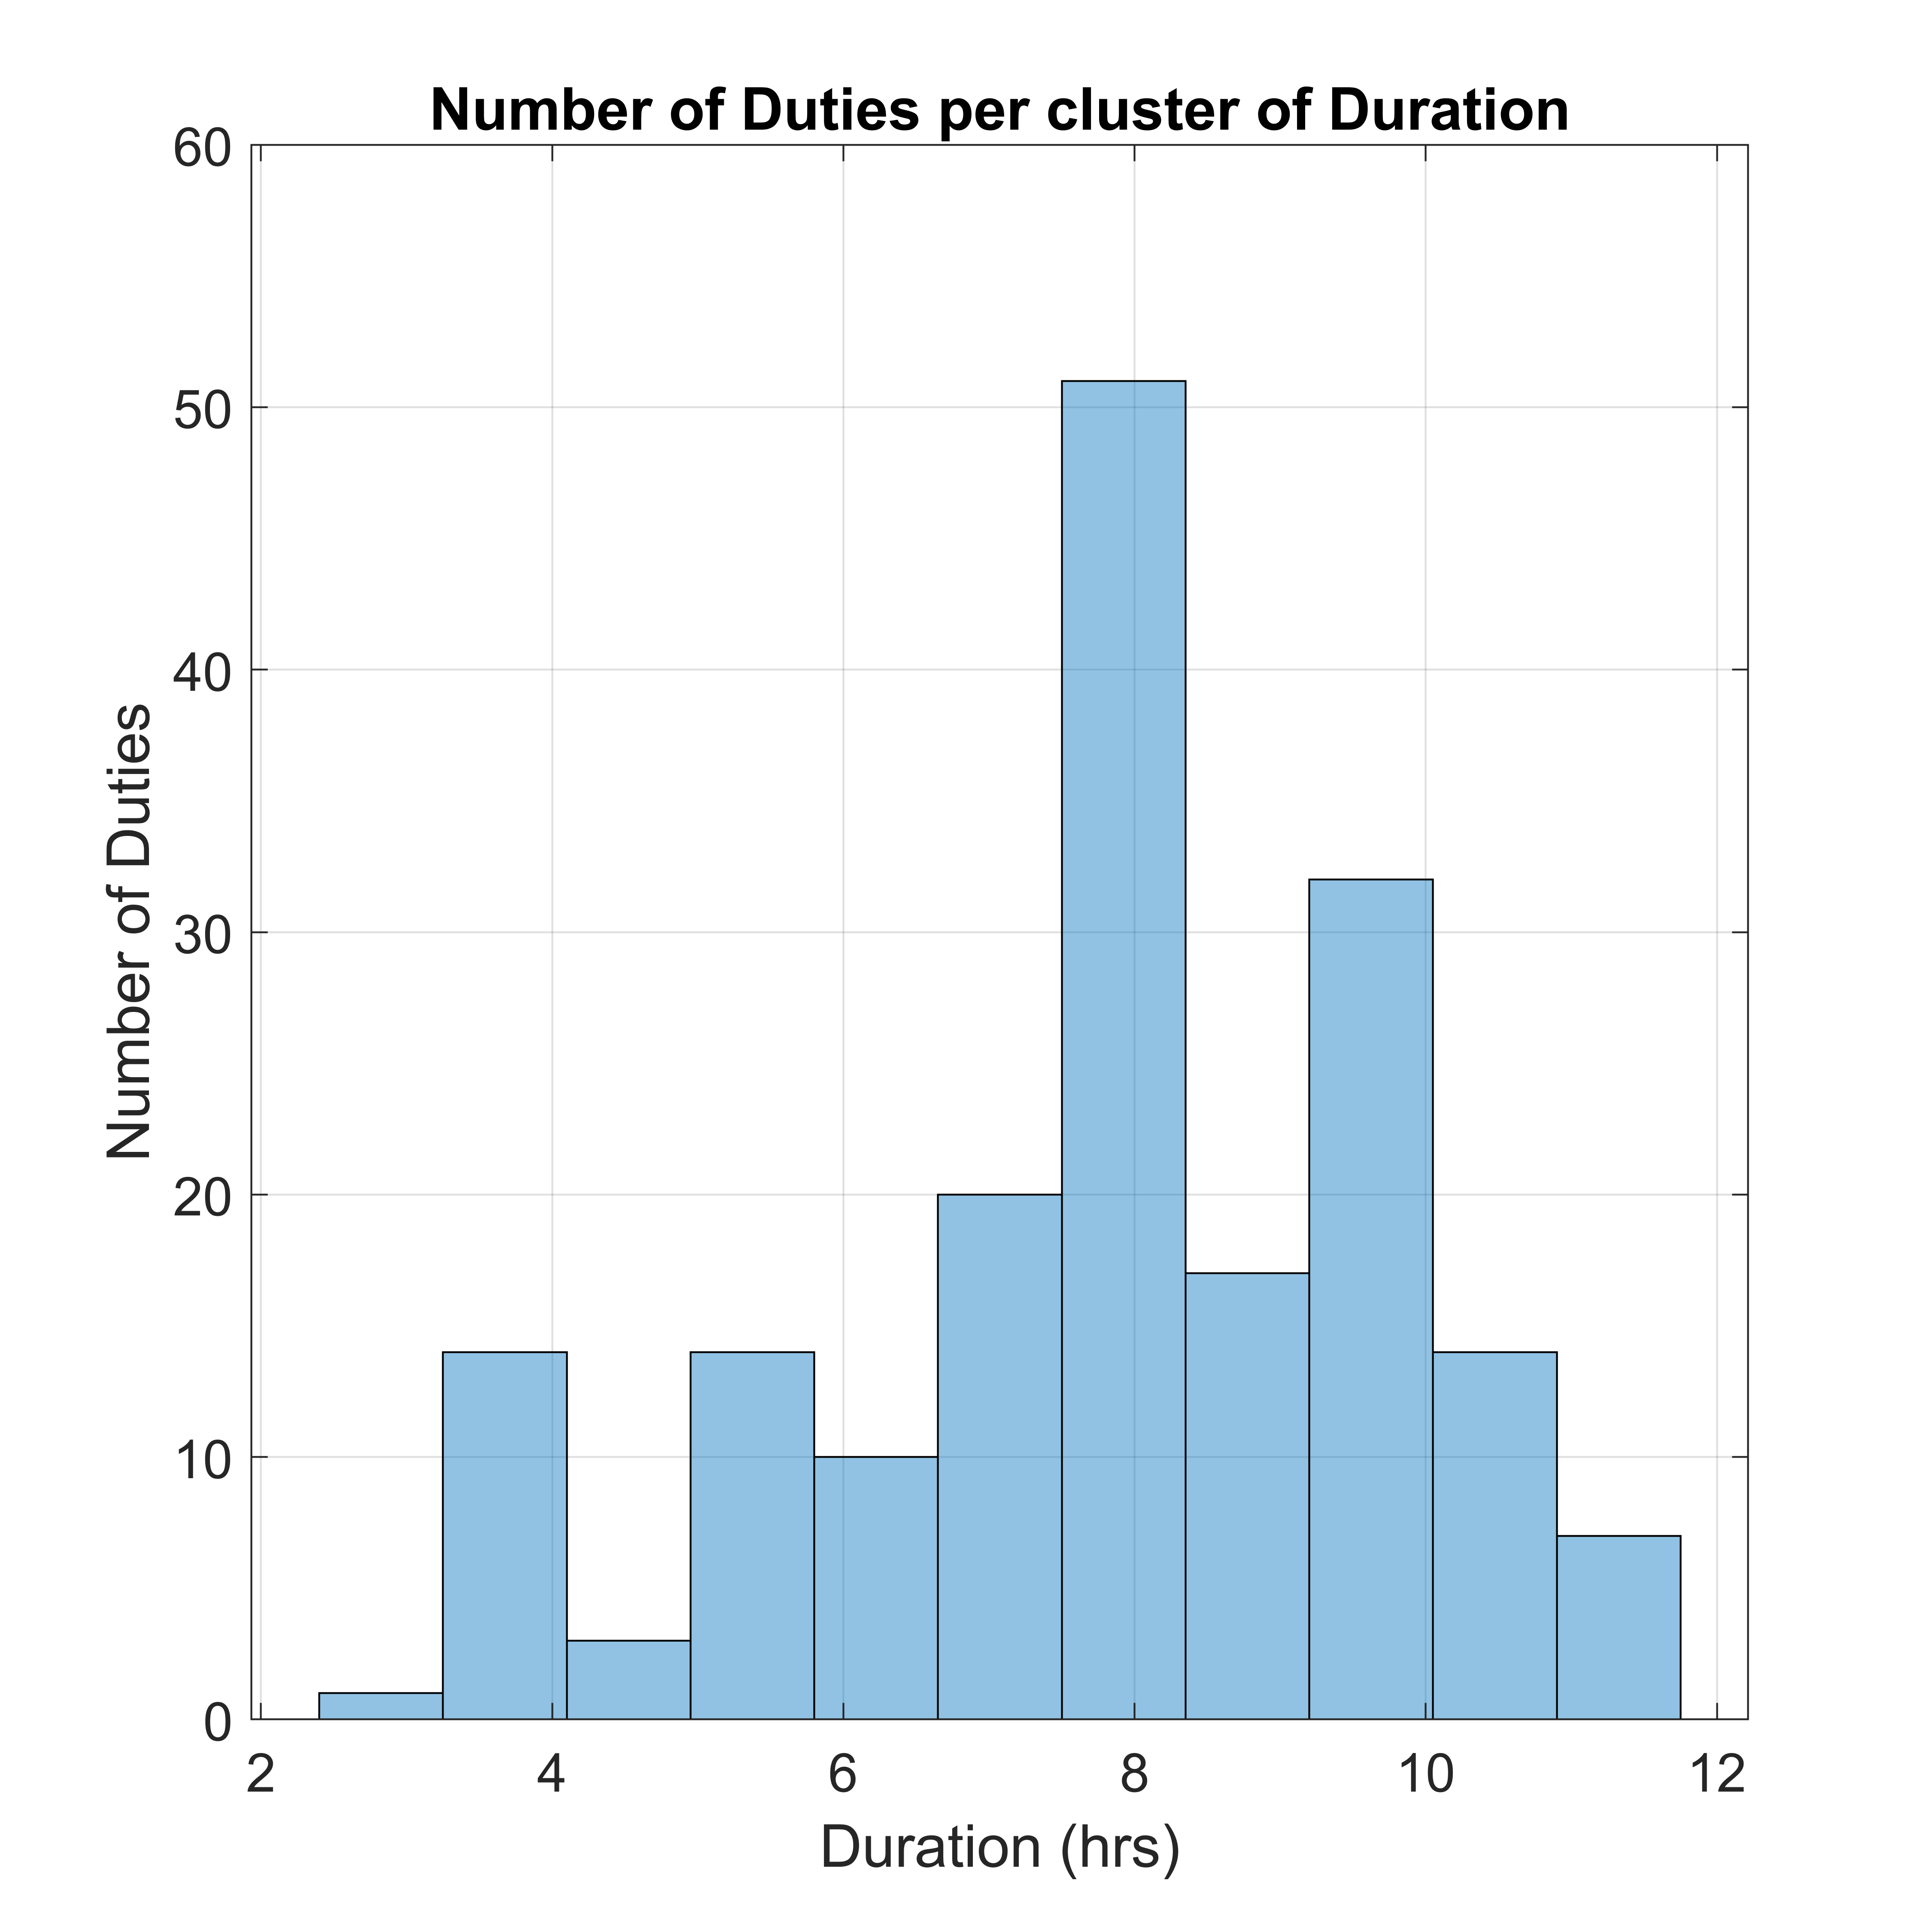 Number of Duties per cluster of Duration
60
50
40
30
20
10
0
Number of Duties
2 4 6 8 10 12
Duration (hrs)